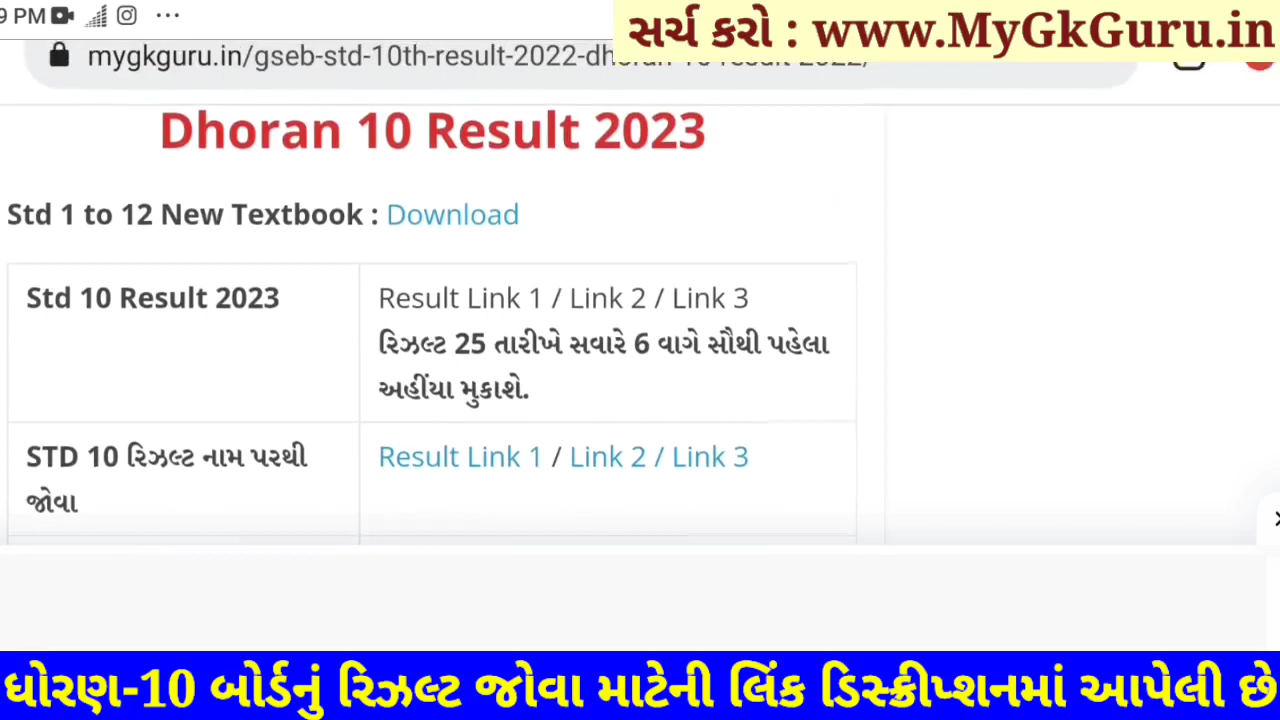 9 PM
સર્ચ કરો : www.MyGkGuru.in
mygkguru.in/gseb-std-10th-result-2022-dhoran-10-result-2022/
Dhoran 10 Result 2023
Std 1 to 12 New Textbook : Download
Std 10 Result 2023
Result Link 1 / Link 2 / Link 3
રિઝલ્ટ 25 તારીખે સવારે 6 વાગે સૌથી પહેલા
અહીંયા મુકાશે.
STD 10 રિઝલ્ટ નામ પરથી
જોવા
Result Link 1 / Link 2 / Link 3
ધોરણ-10 બોર્ડનું રિઝલ્ટ જોવા માટેની લિંક ડિસ્ક્રીપ્શનમાં આપેલી છે